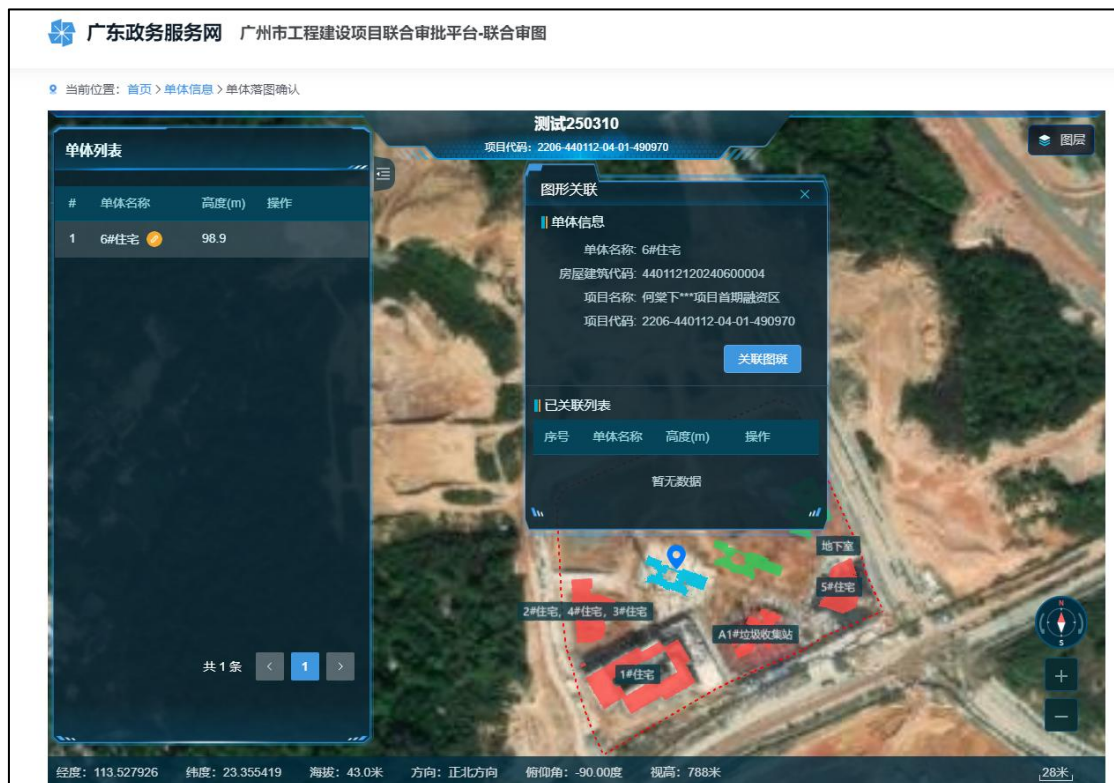 广东政务服务网 广州市工程建设项目联合审批平台-联合审图
当前位置：首页 > 单体信息 > 单体落图确认
测试250310
项目代码：2206-440112-04-01-490970
图层
单体列表
# 单体名称 高度(m) 操作
1 6#住宅 98.9
共 1 条 < 1 >
图形关联 ×
单体信息
单体名称: 6#住宅
房屋建筑代码: 440112120240600004
项目名称: 何棠下***项目首期融资区
项目代码: 2206-440112-04-01-490970
关联图斑
已关联列表
序号 单体名称 高度(m) 操作
暂无数据
地下室
5#住宅
2#住宅, 4#住宅, 3#住宅
A1#垃圾收集站
1#住宅
N
S
+
−
经度：113.527926 纬度：23.355419 海拔：43.0米 方向：正北方向 俯仰角：-90.00度 视高：788米 28米